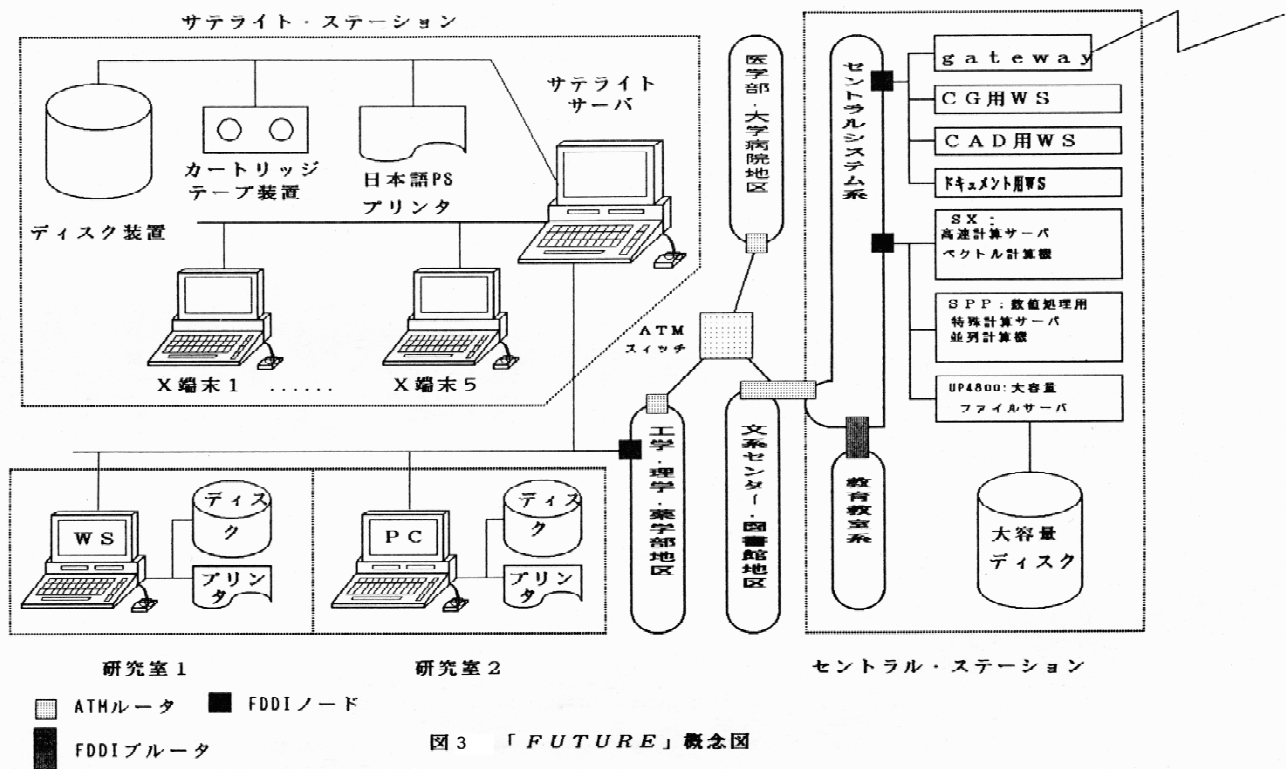 サテライト・ステーション
サテライト
サーバ
カートリッジ
テープ装置
日本語PS
プリンタ
ディスク装置
X端末1
......
X端末5
ATM
スィッチ
医学部・大学病院地区
工学・理学・薬学部地区
文系センター・図書館地区
セントラルシステム系
教育教室系
gateway
CG用WS
CAD用WS
ドキュメント用WS
SX:
高速計算サーバ
ベクトル計算機
SPP:数値処理用
特殊計算サーバ
並列計算機
UP4800:大容量
ファイルサーバ
大容量
ディスク
セントラル・ステーション
WS
ディス
ク
プリン
タ
PC
ディス
ク
プリン
タ
研究室1
研究室2
ATMルータ
FDDIノード
FDDIブルータ
図3 「FUTURE」概念図